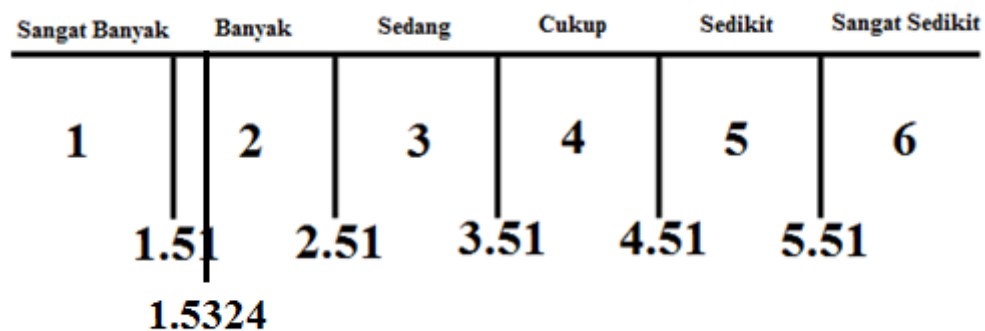 Sangat Banyak Banyak Sedang Cukup Sedikit Sangat Sedikit
1 2 3 4 5 6
1.51 2.51 3.51 4.51 5.51
1.5324